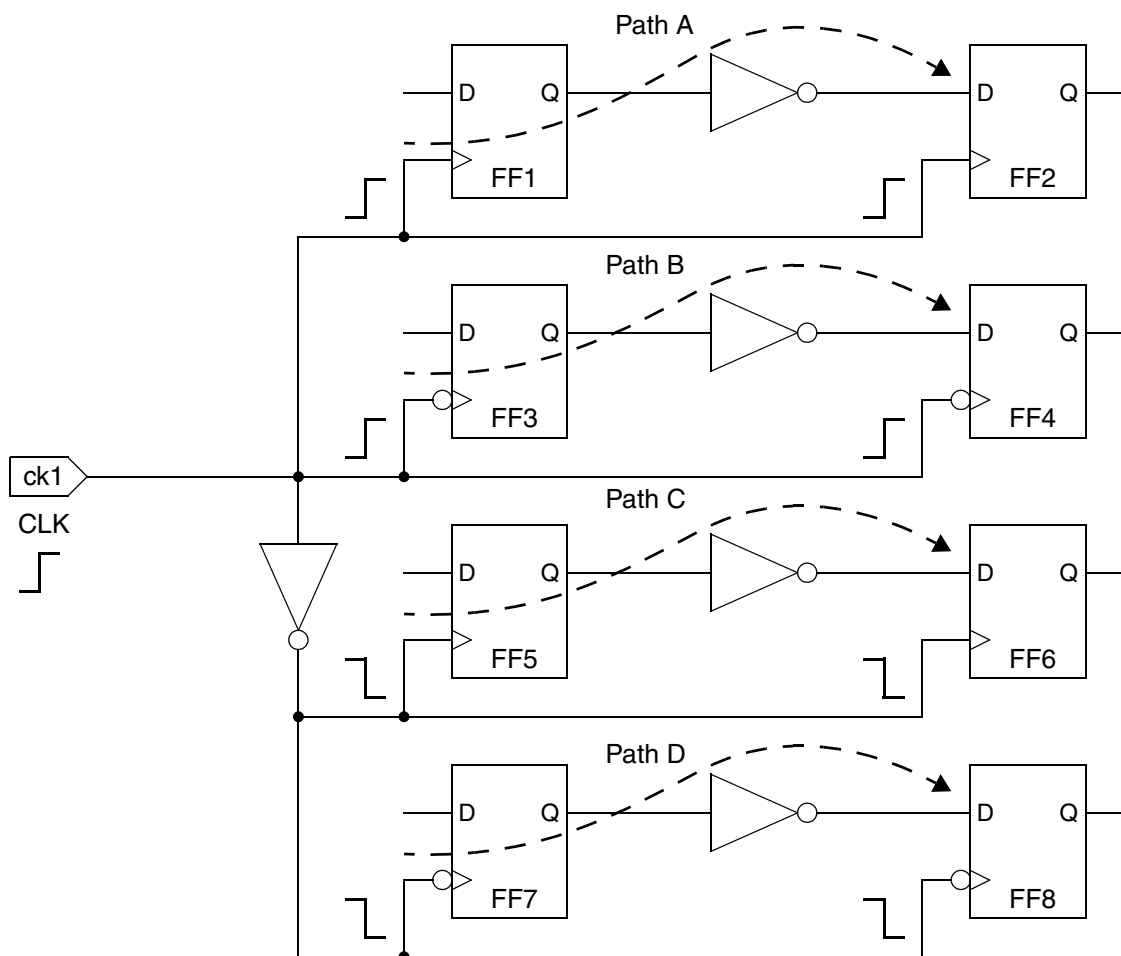 Path A
D Q D Q
FF1 FF2
Path B
D Q D Q
FF3 FF4
ck1
CLK
Path C
D Q D Q
FF5 FF6
Path D
D Q D Q
FF7 FF8